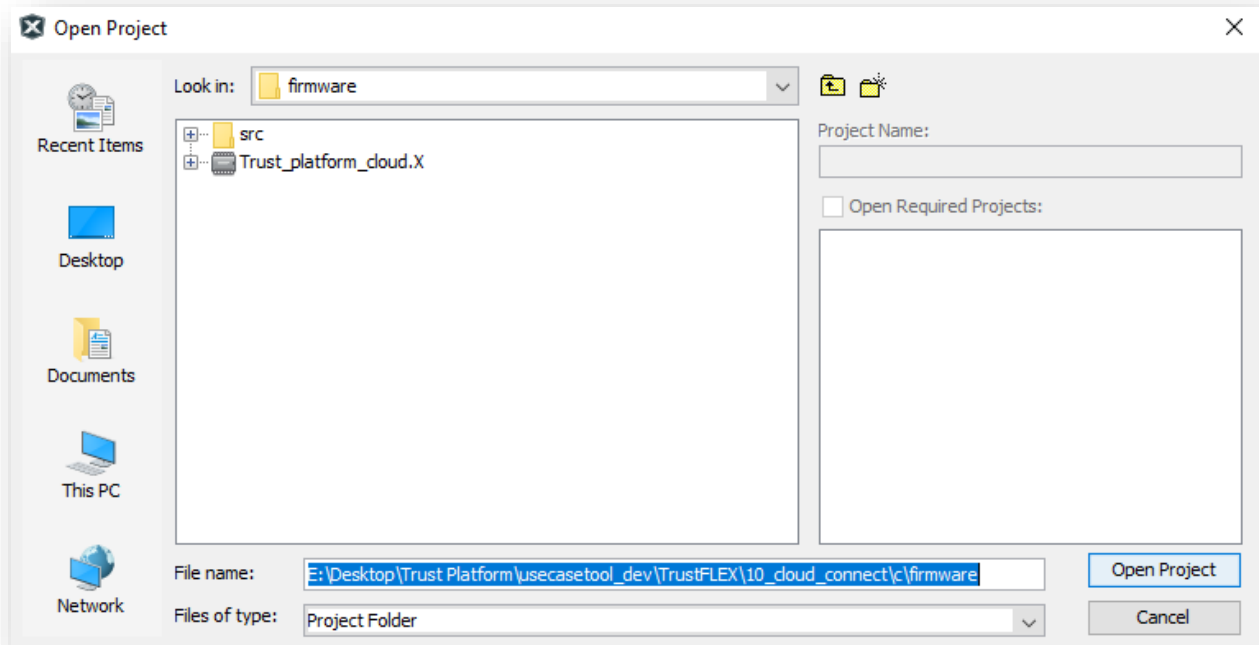 Open Project
Look in: firmware
Recent Items
Desktop
Documents
This PC
Network
src
Trust_platform_cloud.X
Project Name:
Open Required Projects:
File name: E:\Desktop\Trust Platform\usecasetool_dev\TrustFLEX\10_cloud_connect\c\firmware
Open Project
Files of type: Project Folder
Cancel